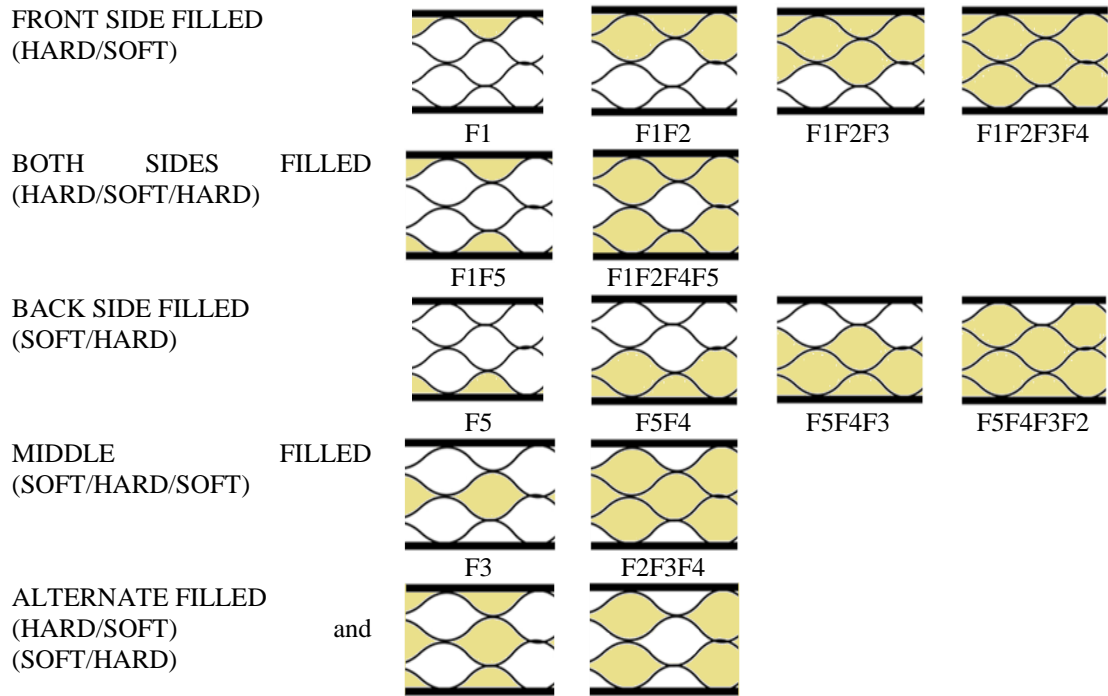 FRONT SIDE FILLED
(HARD/SOFT)
F1 F1F2 F1F2F3 F1F2F3F4
BOTH SIDES FILLED
(HARD/SOFT/HARD)
F1F5 F1F2F4F5
BACK SIDE FILLED
(SOFT/HARD)
F5 F5F4 F5F4F3 F5F4F3F2
MIDDLE FILLED
(SOFT/HARD/SOFT)
F3 F2F3F4
ALTERNATE FILLED
(HARD/SOFT) and
(SOFT/HARD)